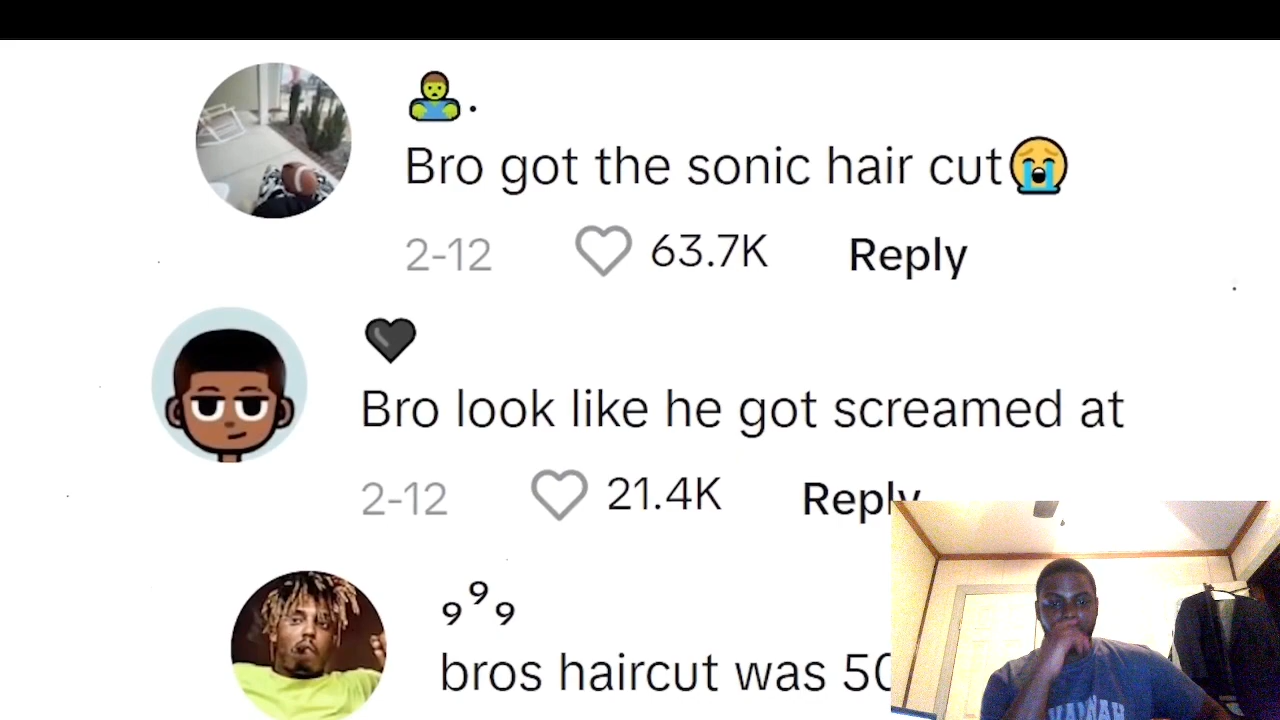 .
Bro got the sonic hair cut😭
2-12 63.7K Reply
🖤
Bro look like he got screamed at
2-12 21.4K Reply
⁹9⁹
bros haircut was 50